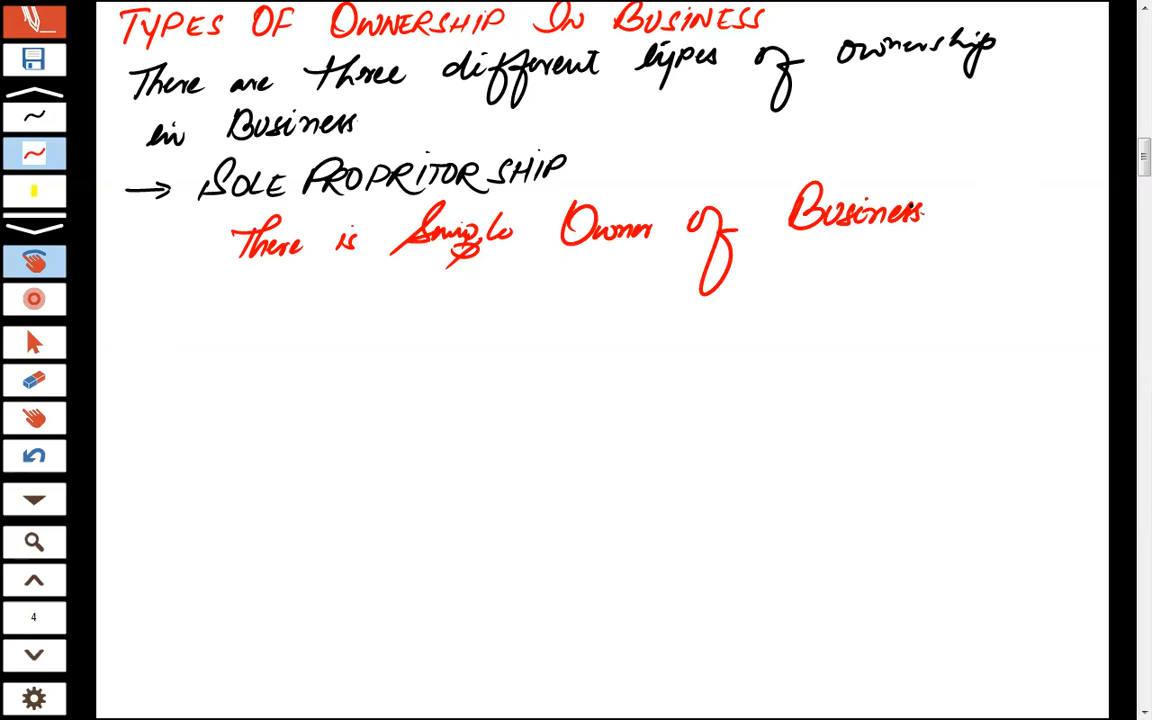 TYPES OF OWNERSHIP IN BUSINESS
There are three different types of ownership
in Business
→ SOLE PROPRITORSHIP
There is Single Owner of Business
4